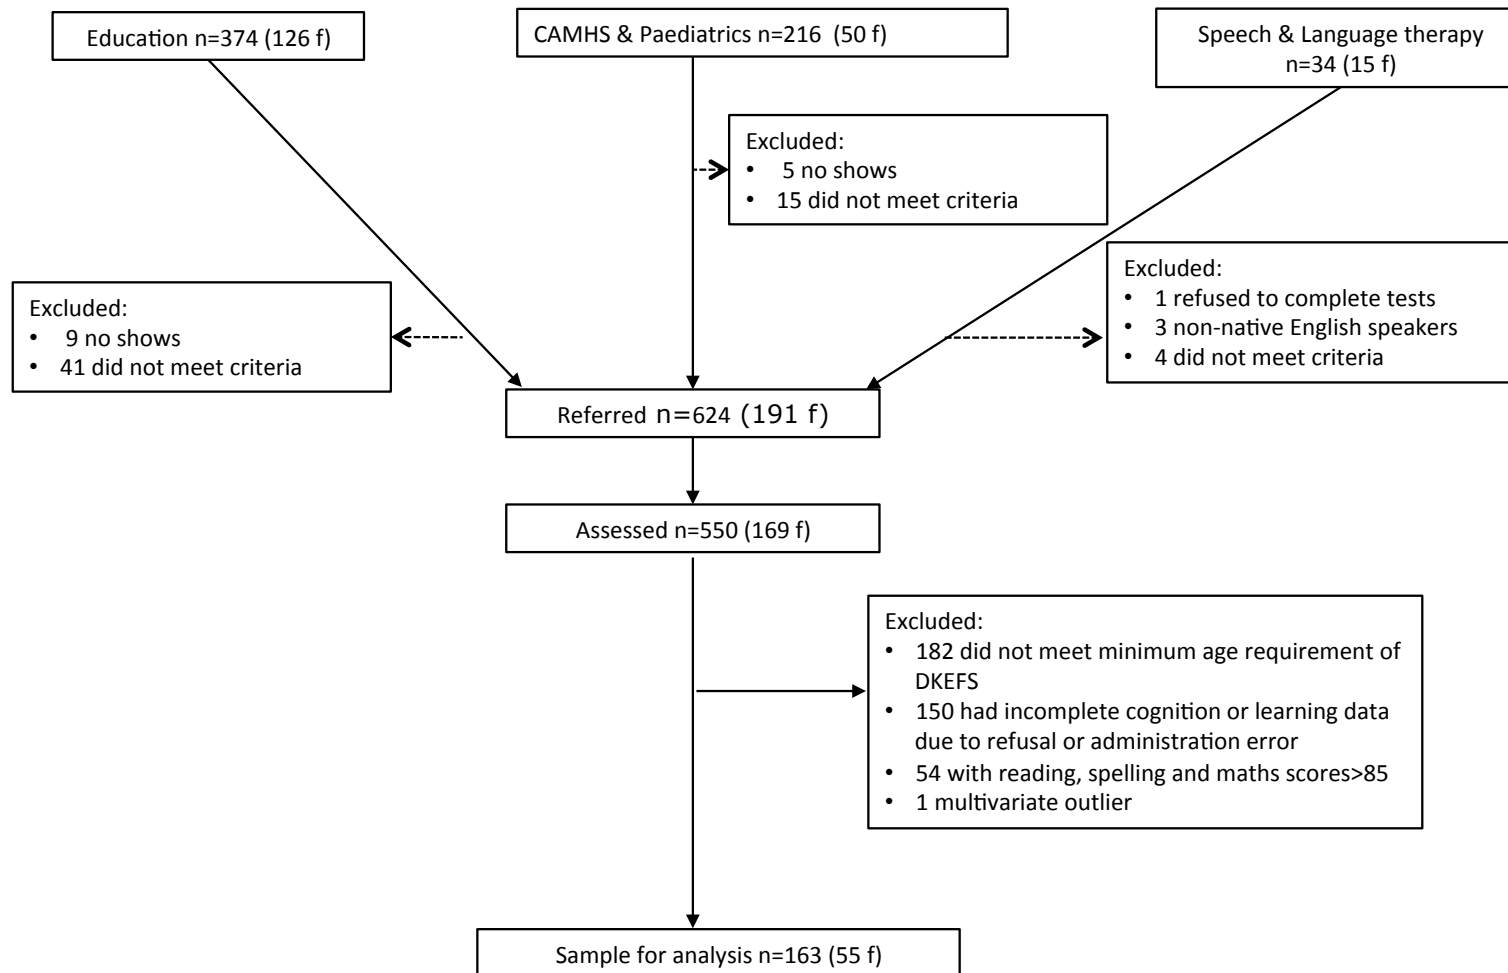 Education n=374 (126 f)
CAMHS & Paediatrics n=216 (50 f)
Speech & Language therapy
n=34 (15 f)
Excluded:
• 5 no shows
• 15 did not meet criteria
Excluded:
• 1 refused to complete tests
• 3 non-native English speakers
• 4 did not meet criteria
Excluded:
• 9 no shows
• 41 did not meet criteria
Referred n=624 (191 f)
Assessed n=550 (169 f)
Excluded:
• 182 did not meet minimum age requirement of
DKEFS
• 150 had incomplete cognition or learning data
due to refusal or administration error
• 54 with reading, spelling and maths scores>85
• 1 multivariate outlier
Sample for analysis n=163 (55 f)